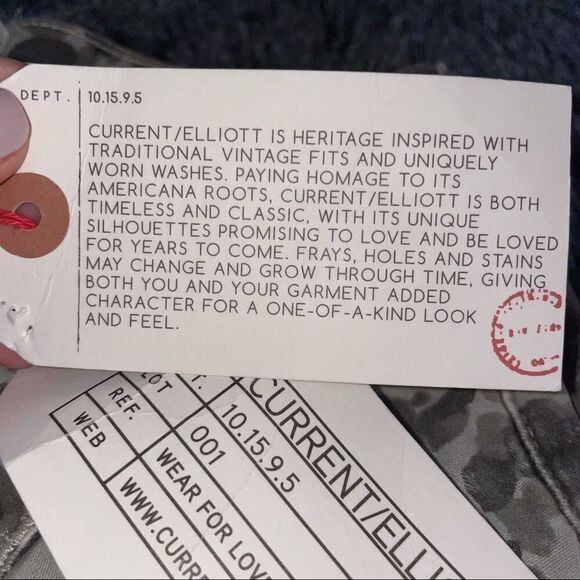 DEPT. 10.15.9.5
CURRENT/ELLIOTT IS HERITAGE INSPIRED WITH
TRADITIONAL VINTAGE FITS AND UNIQUELY
WORN WASHES. PAYING HOMAGE TO ITS
AMERICANA ROOTS, CURRENT/ELLIOTT IS BOTH
TIMELESS AND CLASSIC, WITH ITS UNIQUE
SILHOUETTES PROMISING TO LOVE AND BE LOVED
FOR YEARS TO COME. FRAYS, HOLES AND STAINS
MAY CHANGE AND GROW THROUGH TIME, GIVING
BOTH YOU AND YOUR GARMENT ADDED
CHARACTER FOR A ONE-OF-A-KIND LOOK
AND FEEL.
CURRENT/ELLI
T. 10.15.9.5
LOT 001
REF. WEAR FOR LOV
WEB WWW.CURRE